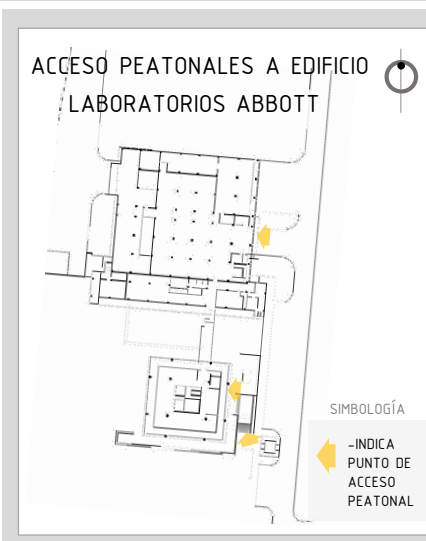 ACCESO PEATONALES A EDIFICIO
LABORATORIOS ABBOTT
SIMBOLOGÍA
-INDICA
PUNTO DE
ACCESO
PEATONAL